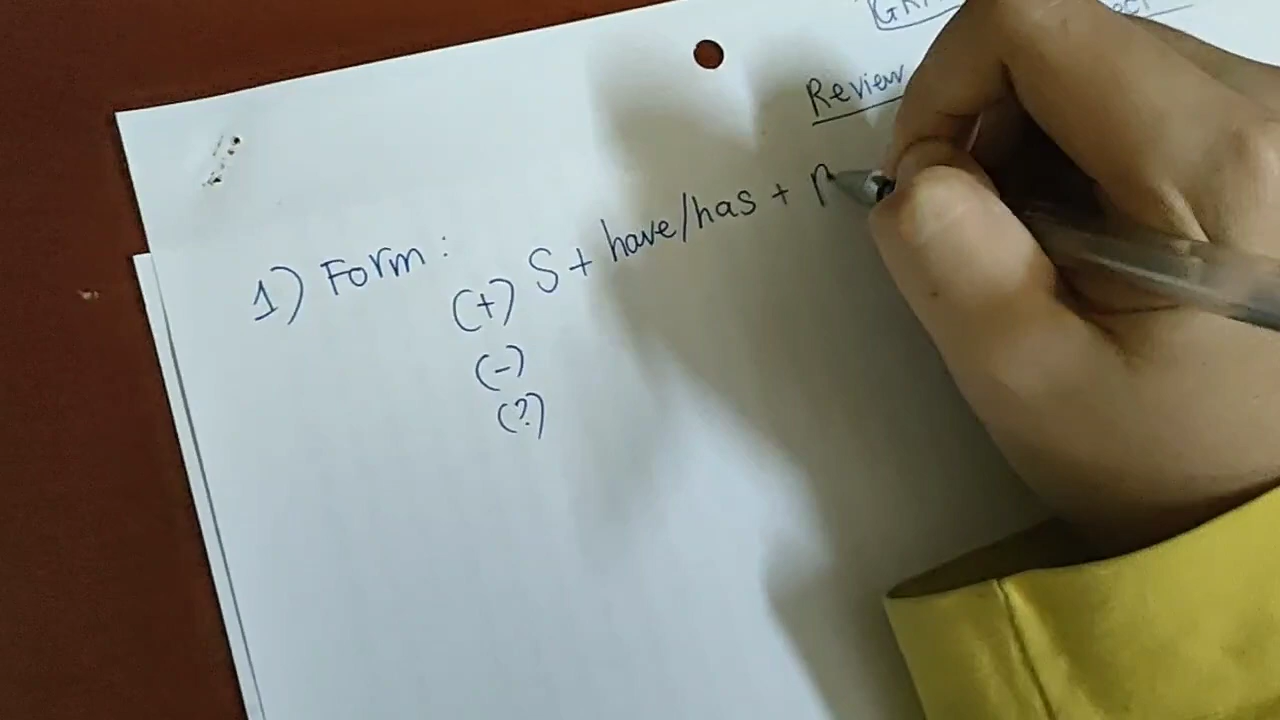 Review
1) Form:
(+) S + have/has +
(-)
(?)